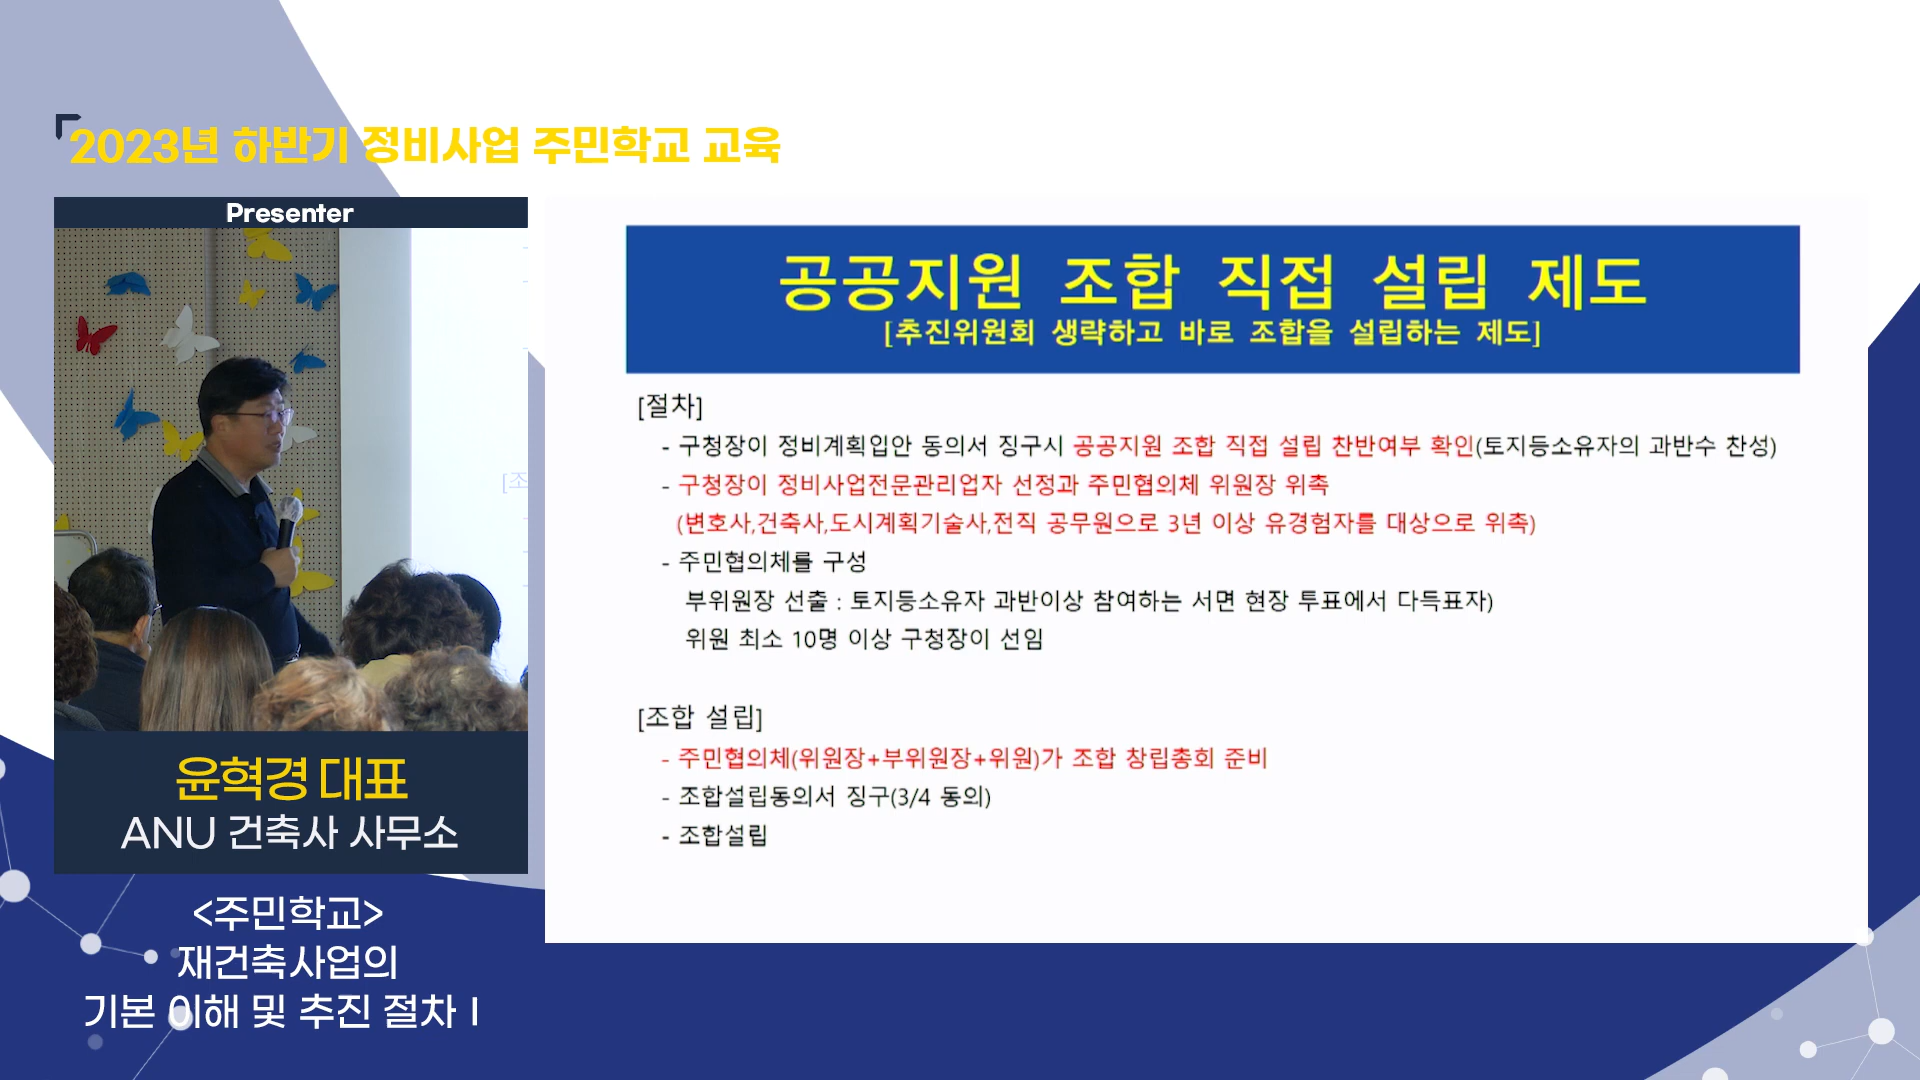 2023년 하반기 정비사업 주민학교 교육
Presenter
[조
윤혁경 대표
ANU 건축사 사무소
<주민학교>
재건축사업의
기본 이해 및 추진 절차 I
공공지원 조합 직접 설립 제도
[추진위원회 생략하고 바로 조합을 설립하는 제도]
[절차]
- 구청장이 정비계획입안 동의서 징구시 공공지원 조합 직접 설립 찬반여부 확인(토지등소유자의 과반수 찬성)
- 구청장이 정비사업전문관리업자 선정과 주민협의체 위원장 위촉
(변호사,건축사,도시계획기술사,전직 공무원으로 3년 이상 유경험자를 대상으로 위촉)
- 주민협의체를 구성
부위원장 선출 : 토지등소유자 과반이상 참여하는 서면 현장 투표에서 다득표자)
위원 최소 10명 이상 구청장이 선임
[조합 설립]
- 주민협의체(위원장+부위원장+위원)가 조합 창립총회 준비
- 조합설립동의서 징구(3/4 동의)
- 조합설립